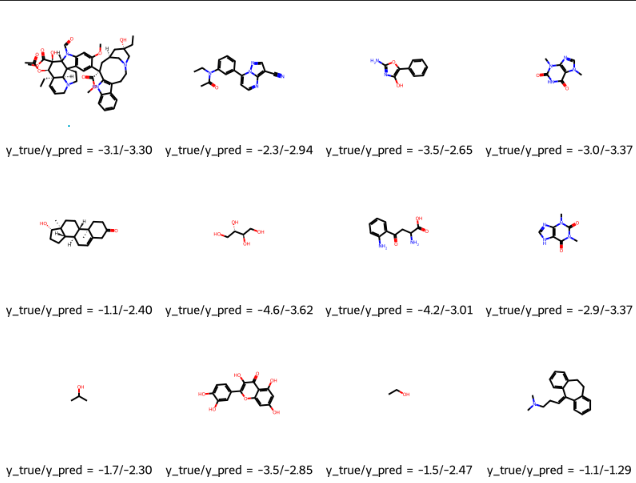 y_true/y_pred = -3.1/-3.30 y_true/y_pred = -2.3/-2.94 y_true/y_pred = -3.5/-2.65 y_true/y_pred = -3.0/-3.37
y_true/y_pred = -1.1/-2.40 y_true/y_pred = -4.6/-3.62 y_true/y_pred = -4.2/-3.01 y_true/y_pred = -2.9/-3.37
y_true/y_pred = -1.7/-2.30 y_true/y_pred = -3.5/-2.85 y_true/y_pred = -1.5/-2.47 y_true/y_pred = -1.1/-1.29